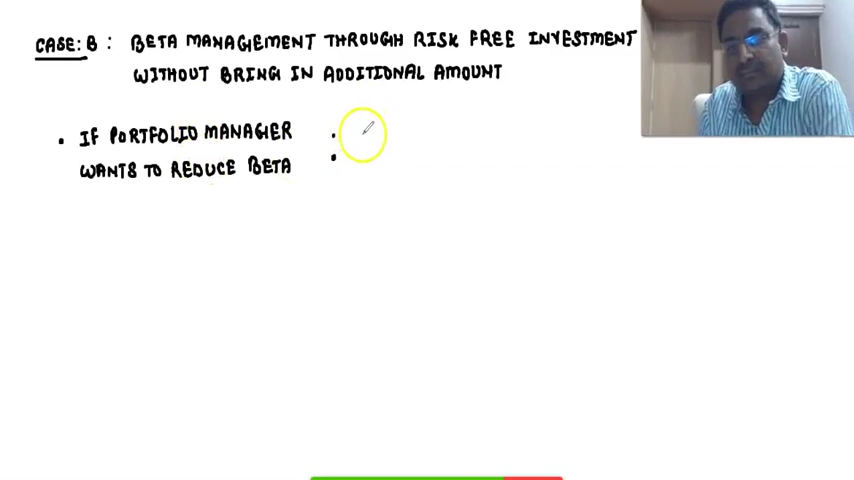 CASE: B : BETA MANAGEMENT THROUGH RISK FREE INVESTMENT
WITHOUT BRING IN ADDITIONAL AMOUNT
. IF PORTFOLIO MANAGER :
WANTS TO REDUCE BETA